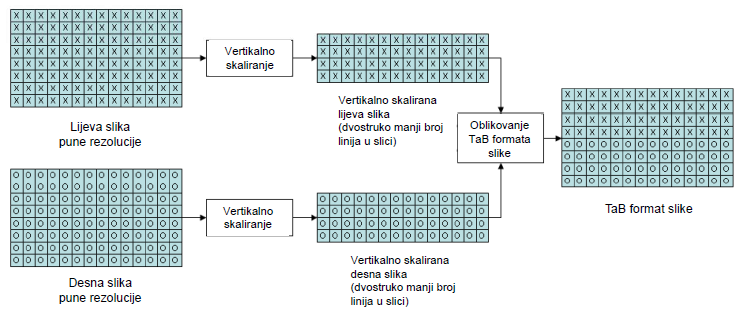 X X X X X X X X X X X X X X
X X X X X X X X X X X X X X
X X X X X X X X X X X X X X
X X X X X X X X X X X X X X
X X X X X X X X X X X X X X
X X X X X X X X X X X X X X
X X X X X X X X X X X X X X
X X X X X X X X X X X X X X
Lijeva slika
pune rezolucije
Vertikalno
skaliranje
X X X X X X X X X X X X X X
X X X X X X X X X X X X X X
X X X X X X X X X X X X X X
X X X X X X X X X X X X X X
Vertikalno skalirana
lijeva slika
(dvostruko manji broj
linija u slici)
O O O O O O O O O O O O O O
O O O O O O O O O O O O O O
O O O O O O O O O O O O O O
O O O O O O O O O O O O O O
O O O O O O O O O O O O O O
O O O O O O O O O O O O O O
O O O O O O O O O O O O O O
O O O O O O O O O O O O O O
Desna slika
pune rezolucije
Vertikalno
skaliranje
O O O O O O O O O O O O O O
O O O O O O O O O O O O O O
O O O O O O O O O O O O O O
O O O O O O O O O O O O O O
Vertikalno skalirana
desna slika
(dvostruko manji broj
linija u slici)
Oblikovanje
TaB formata
slike
X X X X X X X X X X X X X X
X X X X X X X X X X X X X X
X X X X X X X X X X X X X X
X X X X X X X X X X X X X X
O O O O O O O O O O O O O O
O O O O O O O O O O O O O O
O O O O O O O O O O O O O O
O O O O O O O O O O O O O O
TaB format slike